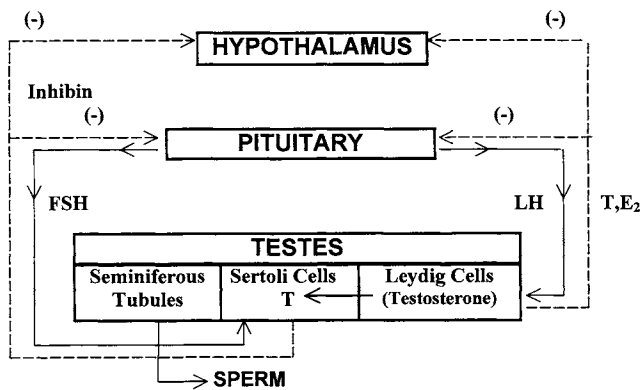 (-) (-)
HYPOTHALAMUS
Inhibin
(-) (-)
PITUITARY
FSH LH T,E₂
TESTES
Seminiferous Sertoli Cells Leydig Cells
Tubules T (Testosterone)
SPERM